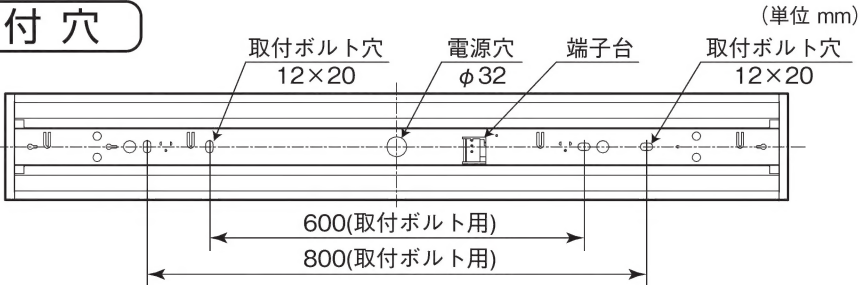 付穴
(単位 mm)
取付ボルト穴
12×20
電源穴
φ32
端子台
取付ボルト穴
12×20
600(取付ボルト用)
800(取付ボルト用)